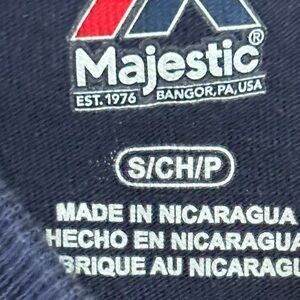 Majestic®
EST. 1976 BANGOR, PA, USA
S/CH/P
MADE IN NICARAGUA
HECHO EN NICARAGUA
BRIQUE AU NICARAGU